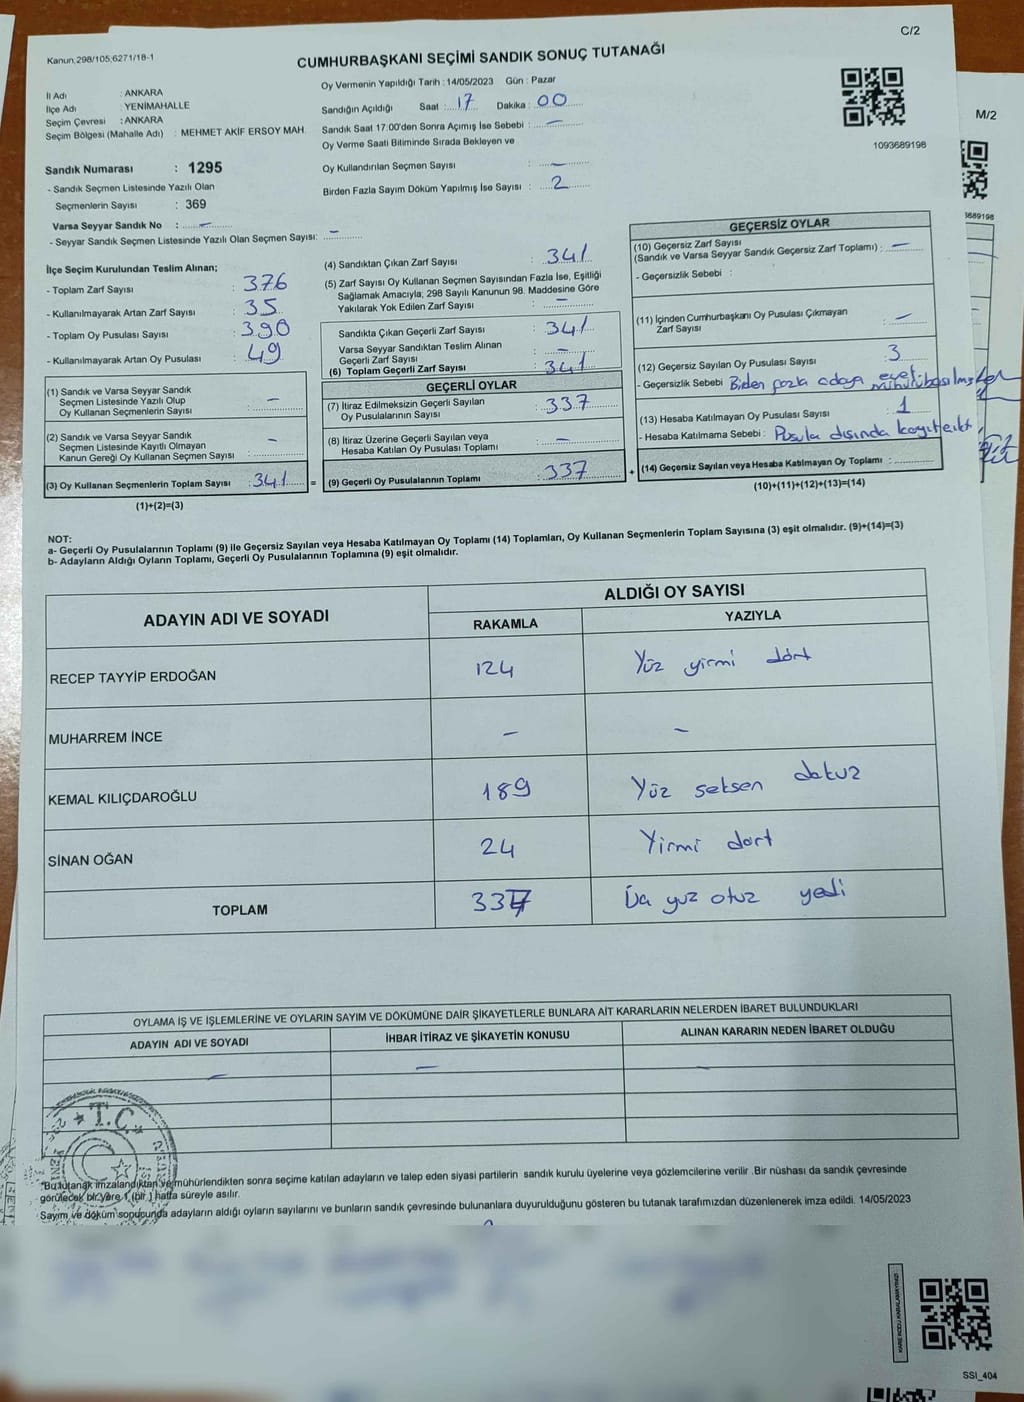 C/2
Kanun.298/105;6271/18-1
CUMHURBAŞKANI SEÇİMİ SANDIK SONUÇ TUTANAĞI
İl Adı : ANKARA
İlçe Adı : YENİMAHALLE
Seçim Çevresi : ANKARA
Seçim Bölgesi (Mahalle Adı) : MEHMET AKİF ERSOY MAH.
Sandık Numarası : 1295
- Sandık Seçmen Listesinde Yazılı Olan
Seçmenlerin Sayısı : 369
Varsa Seyyar Sandık No : -
- Seyyar Sandık Seçmen Listesinde Yazılı Olan Seçmen Sayısı: -
Oy Vermenin Yapıldığı Tarih : 14/05/2023 Gün : Pazar
Sandığın Açıldığı Saat : 17 Dakika : 00
Sandık Saat 17:00'den Sonra Açımış İse Sebebi : -
Oy Verme Saati Bitiminde Sırada Bekleyen ve
Oy Kullandırılan Seçmen Sayısı : -
Birden Fazla Sayım Döküm Yapılmış İse Sayısı : 2
1093689198
M/2
3689198
İlçe Seçim Kurulundan Teslim Alınan;
- Toplam Zarf Sayısı : 376
- Kullanılmayarak Artan Zarf Sayısı : 35
- Toplam Oy Pusulası Sayısı : 390
- Kullanılmayarak Artan Oy Pusulası : 49
(1) Sandık ve Varsa Seyyar Sandık
Seçmen Listesinde Yazılı Olup
Oy Kullanan Seçmenlerin Sayısı : -
(2) Sandık ve Varsa Seyyar Sandık
Seçmen Listesinde Kayıtlı Olmayan
Kanun Gereği Oy Kullanan Seçmen Sayısı : -
(3) Oy Kullanan Seçmenlerin Toplam Sayısı : 341 =
(1)+(2)=(3)
(4) Sandıktan Çıkan Zarf Sayısı : 341
(5) Zarf Sayısı Oy Kullanan Seçmen Sayısından Fazla İse, Eşitliği
Sağlamak Amacıyla; 298 Sayılı Kanunun 98. Maddesine Göre
Yakılarak Yok Edilen Zarf Sayısı : -
Sandıkta Çıkan Geçerli Zarf Sayısı : 341
Varsa Seyyar Sandıktan Teslim Alınan
Geçerli Zarf Sayısı : -
(6) Toplam Geçerli Zarf Sayısı : 341
GEÇERLİ OYLAR
(7) İtiraz Edilmeksizin Geçerli Sayılan
Oy Pusulalarının Sayısı : 337
(8) İtiraz Üzerine Geçerli Sayılan veya
Hesaba Katılan Oy Pusulası Toplamı : -
(9) Geçerli Oy Pusulalarının Toplamı : 337 +
GEÇERSİZ OYLAR
(10) Geçersiz Zarf Sayısı
(Sandık ve Varsa Seyyar Sandık Geçersiz Zarf Toplamı) : -
- Geçersizlik Sebebi :
(11) İçinden Cumhurbaşkanı Oy Pusulası Çıkmayan
Zarf Sayısı : -
(12) Geçersiz Sayılan Oy Pusulası Sayısı : 3
- Geçersizlik Sebebi : Birden fazla adaya evet mühürü basılmıştır
(13) Hesaba Katılmayan Oy Pusulası Sayısı : 1
- Hesaba Katılmama Sebebi : Pusula dışında
(14) Geçersiz Sayılan veya Hesaba Katılmayan Oy Toplamı :
(10)+(11)+(12)+(13)=(14)
NOT:
a- Geçerli Oy Pusulalarının Toplamı (9) ile Geçersiz Sayılan veya Hesaba Katılmayan Oy Toplamı (14) Toplamları, Oy Kullanan Seçmenlerin Toplam Sayısına (3) eşit olmalıdır. (9)+(14)=(3)
b- Adayların Aldığı Oyların Toplamı, Geçerli Oy Pusulalarının Toplamına (9) eşit olmalıdır.
ADAYIN ADI VE SOYADI ALDIĞI OY SAYISI
RAKAMLA YAZIYLA
RECEP TAYYİP ERDOĞAN 124 Yüz yirmi dört
MUHARREM İNCE - -
KEMAL KILIÇDAROĞLU 189 Yüz seksen dokuz
SİNAN OĞAN 24 Yirmi dört
TOPLAM 337 yüz otuz yedi
OYLAMA İŞ VE İŞLEMLERİNE VE OYLARIN SAYIM VE DÖKÜMÜNE DAİR ŞİKAYETLERLE BUNLARA AİT KARARLARIN NELERDEN İBARET BULUNDUKLARI
ADAYIN ADI VE SOYADI İHBAR İTİRAZ VE ŞİKAYETİN KONUSU ALINAN KARARIN NEDEN İBARET OLDUĞU
- - -
T.C.
*Bu tutanak imzalandıktan ve mühürlendikten sonra seçime katılan adayların ve talep eden siyasi partilerin sandık kurulu üyelerine veya gözlemcilerine verilir .Bir nüshası da sandık çevresinde
görülecek bir yere 1 (bir ) hafta süreyle asılır.
Sayım ve döküm sonucunda adayların aldığı oyların sayılarını ve bunların sandık çevresinde bulunanlara duyurulduğunu gösteren bu tutanak tarafımızdan düzenlenerek imza edildi. 14/05/2023
KARE KODU KARALAMAYINIZ!
SSI_404